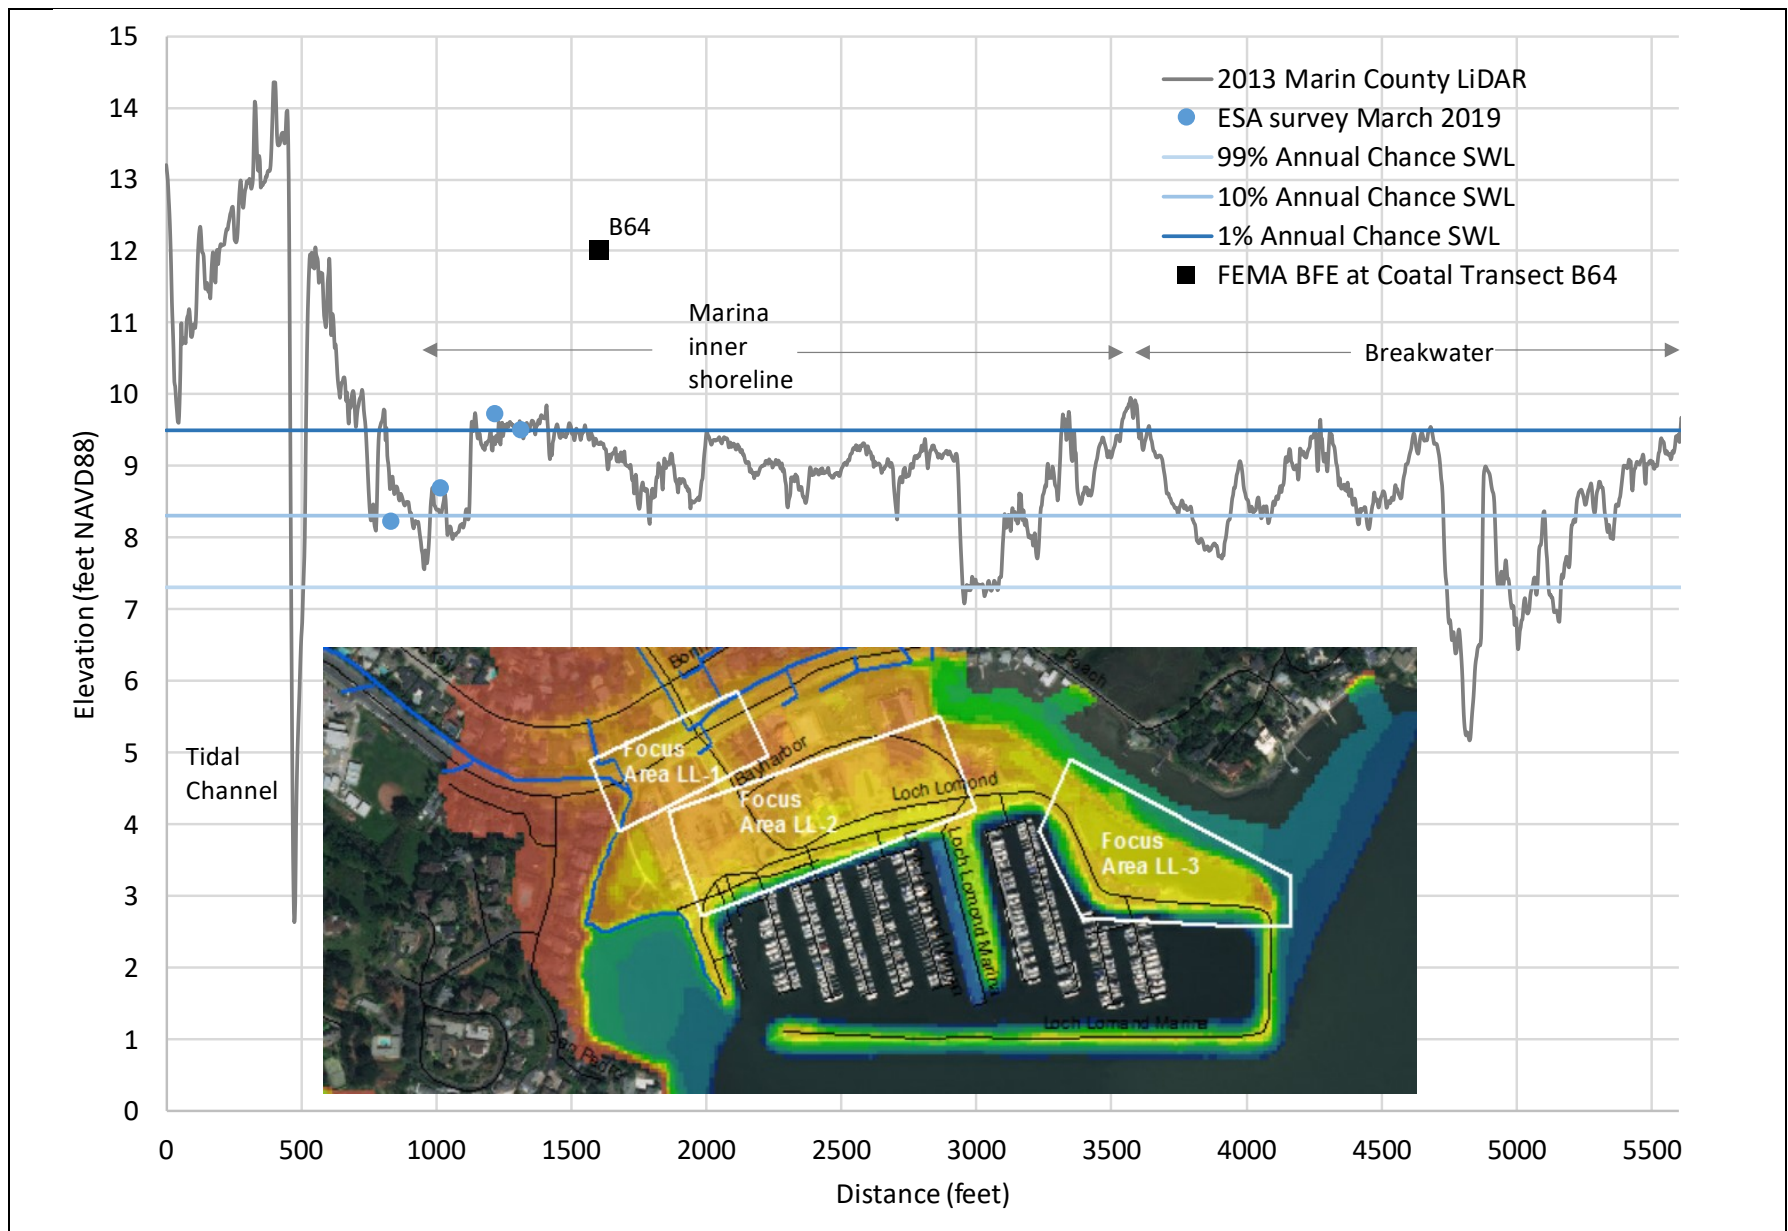 15
14
13
12
11
10
9
8
7
6
5
4
3
2
1
0
Elevation (feet NAVD88)
0
500
1000
1500
2000
2500
3000
3500
4000
4500
5000
5500
Distance (feet)
2013 Marin County LiDAR
ESA survey March 2019
99% Annual Chance SWL
10% Annual Chance SWL
1% Annual Chance SWL
FEMA BFE at Coatal Transect B64
B64
Marina
inner
shoreline
Breakwater
Tidal
Channel
Focus
Area LL-1
Bayharbor
Focus
Area LL-2
Loch Lomond
Focus
Area LL-3
Loch Lomond Marina
Loch Lomond Marina
Loch Lomand Marina